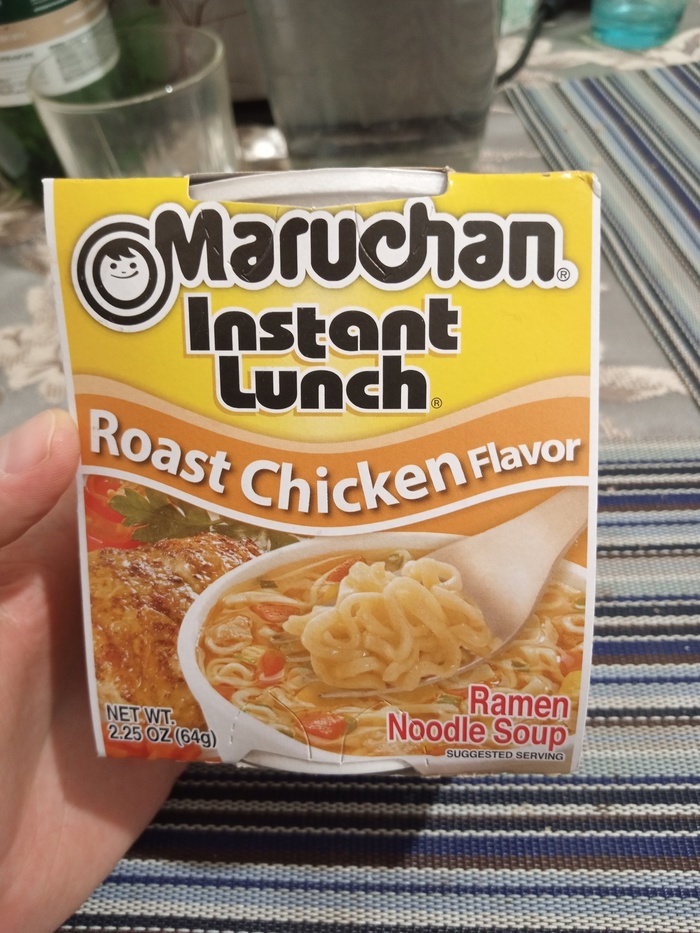 Maruchan®
Instant
Lunch®
Roast Chicken Flavor
NET WT.
2.25 OZ (64g)
Ramen
Noodle Soup
SUGGESTED SERVING